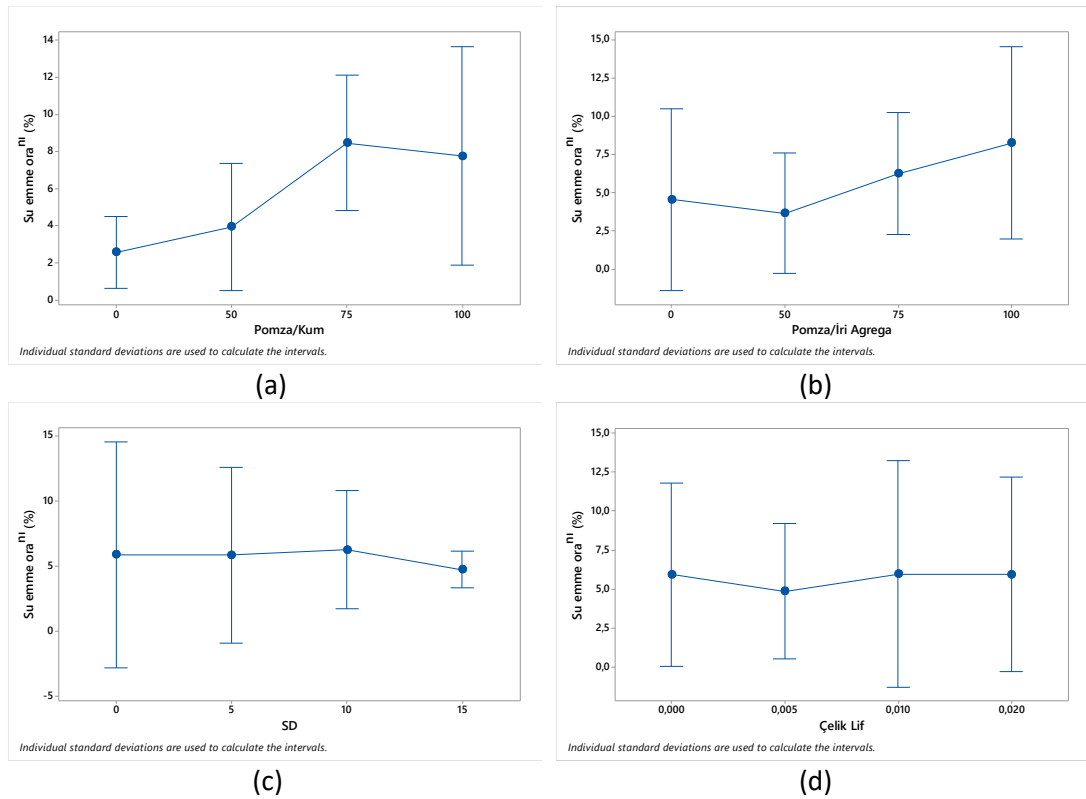 Su emme oranı (%)
14
12
10
8
6
4
2
0
0 50 75 100
Pomza/Kum
Individual standard deviations are used to calculate the intervals.
(a)
Su emme oranı (%)
15,0
12,5
10,0
7,5
5,0
2,5
0,0
0 50 75 100
Pomza/İri Agrega
Individual standard deviations are used to calculate the intervals.
(b)
Su emme oranı (%)
15
10
5
0
-5
0 5 10 15
SD
Individual standard deviations are used to calculate the intervals.
(c)
Su emme oranı (%)
15,0
12,5
10,0
7,5
5,0
2,5
0,0
0,000 0,005 0,010 0,020
Çelik Lif
Individual standard deviations are used to calculate the intervals.
(d)